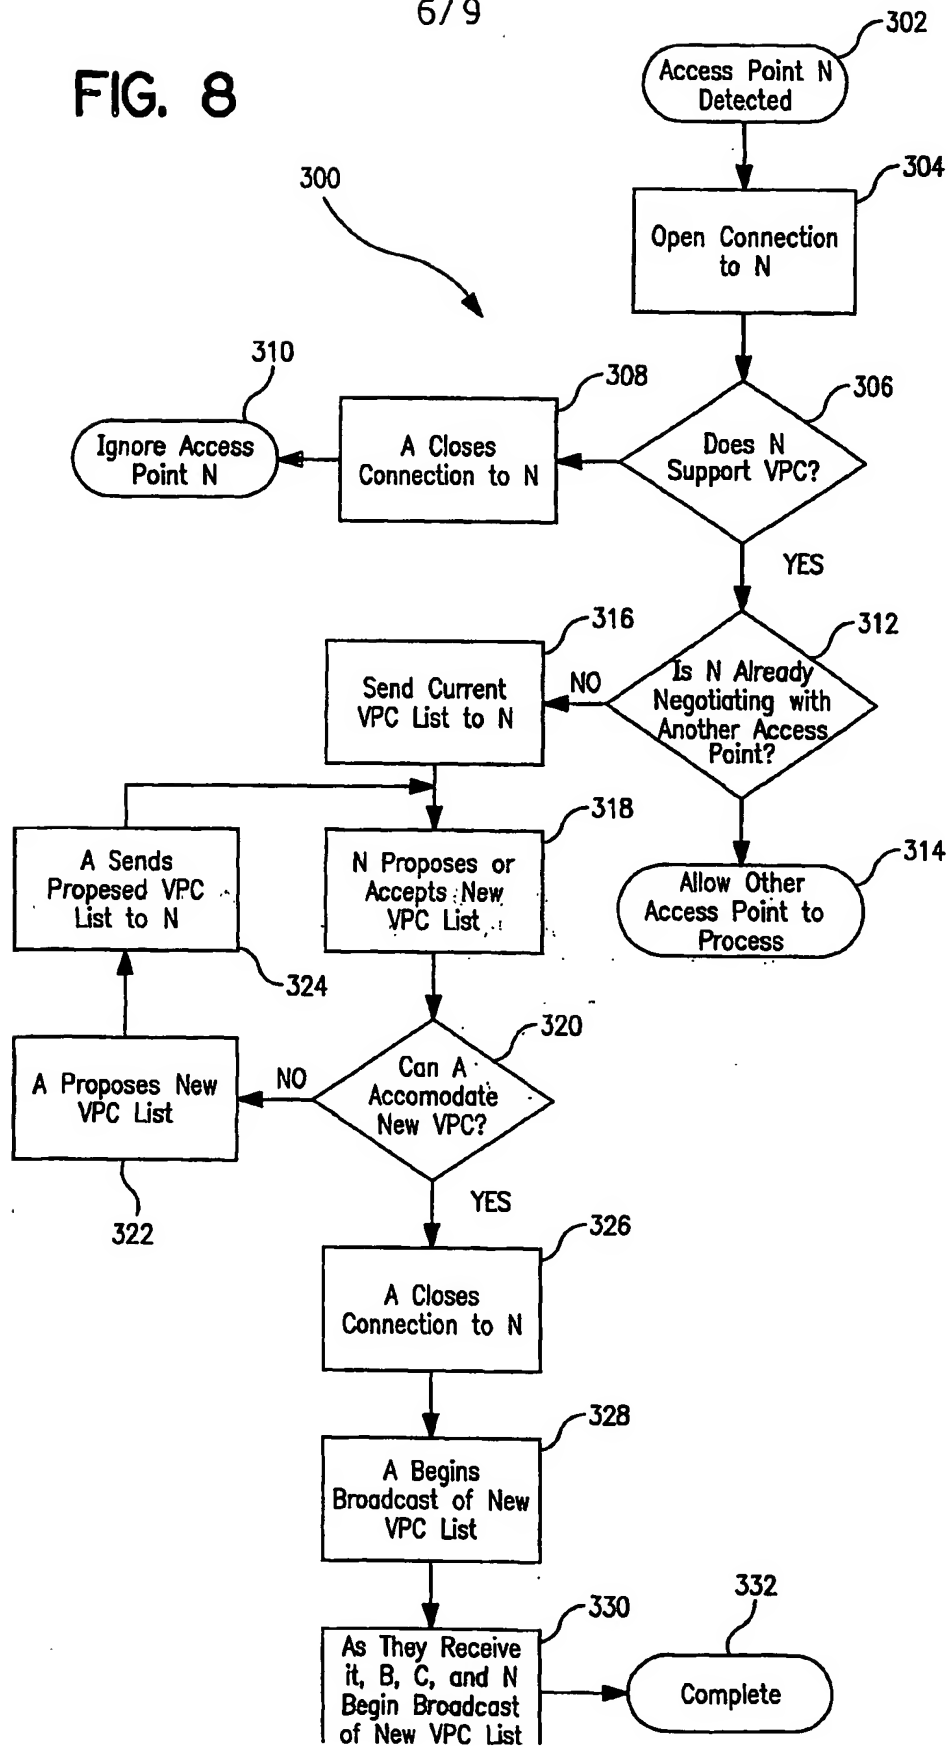 6/9
FIG. 8
302
Access Point N
Detected
304
Open Connection
to N
300
306
Does N
Support VPC?
308
A Closes
Connection to N
310
Ignore Access
Point N
YES
312
Is N Already
Negotiating with
Another Access
Point?
NO
316
Send Current
VPC List to N
314
Allow Other
Access Point to
Process
318
N Proposes or
Accepts New
VPC List
324
A Sends
Propesed VPC
List to N
320
Can A
Accomodate
New VPC?
NO
A Proposes New
VPC List
322
YES
326
A Closes
Connection to N
328
A Begins
Broadcast of New
VPC List
330
As They Receive
it, B, C, and N
Begin Broadcast
of New VPC List
332
Complete